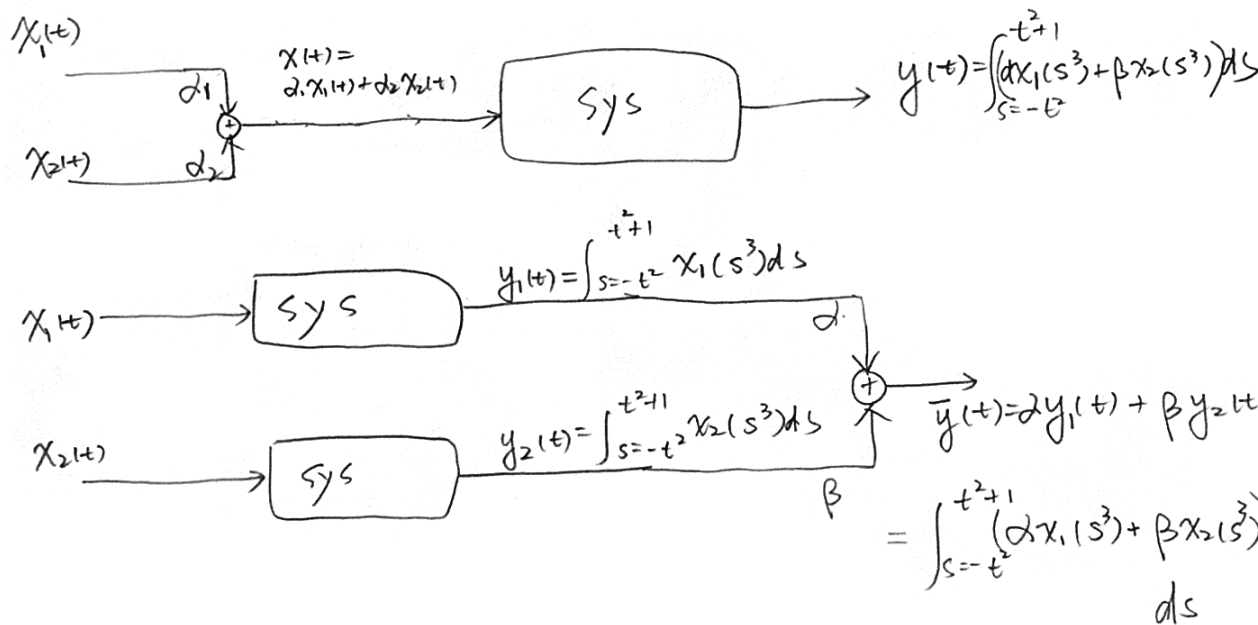 x₁(t)
α₁
x(t) =
α₁x₁(t)+α₂x₂(t)
sys
y(t) = ∫_{s=-t²}^{t²+1} (αx₁(s³)+βx₂(s³))ds
x₂(t)
α₂
x₁(t)
sys
y₁(t) = ∫_{s=-t²}^{t²+1} x₁(s³)ds
α
+
ȳ(t)=αy₁(t) + βy₂(t
x₂(t)
sys
y₂(t) = ∫_{s=-t²}^{t²+1} x₂(s³)ds
β
= ∫_{s=-t²}^{t²+1} (αx₁(s³) + βx₂(s³)
ds